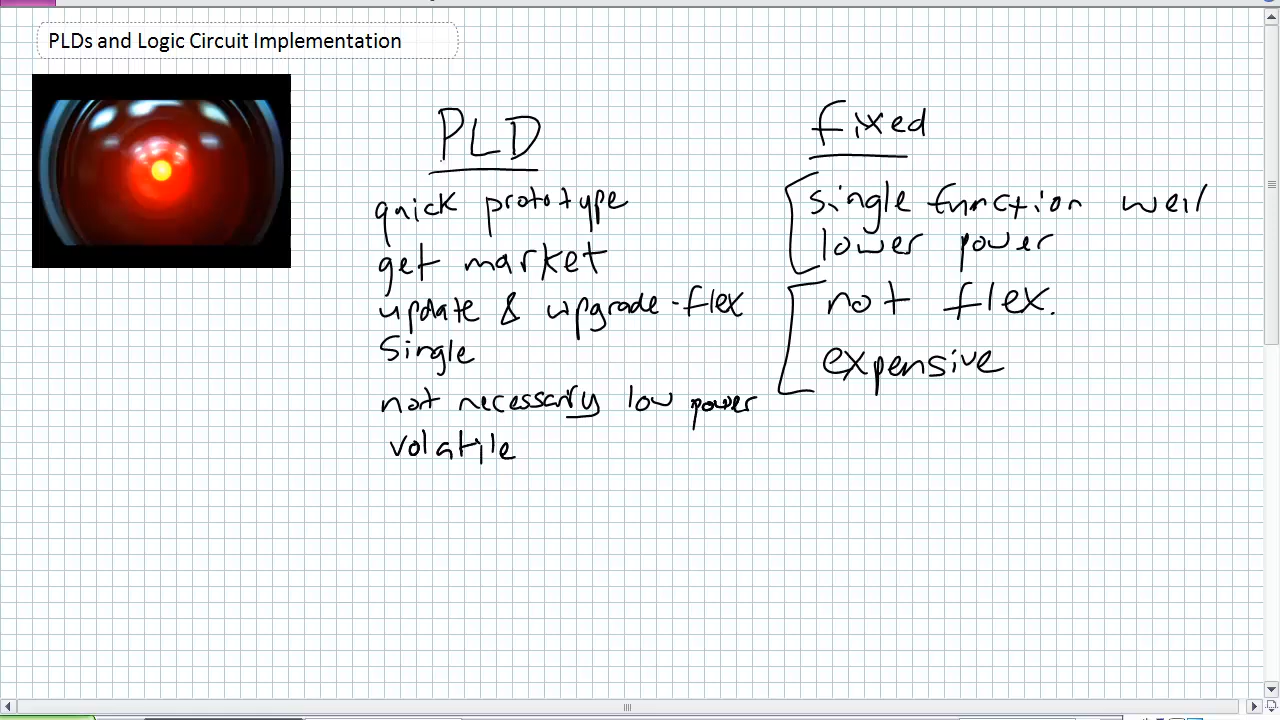 PLDs and Logic Circuit Implementation
PLD
quick prototype
get market
update & upgrade - flex
Single
not necessary low power
volatile
fixed
single function well
lower power
not flex.
expensive